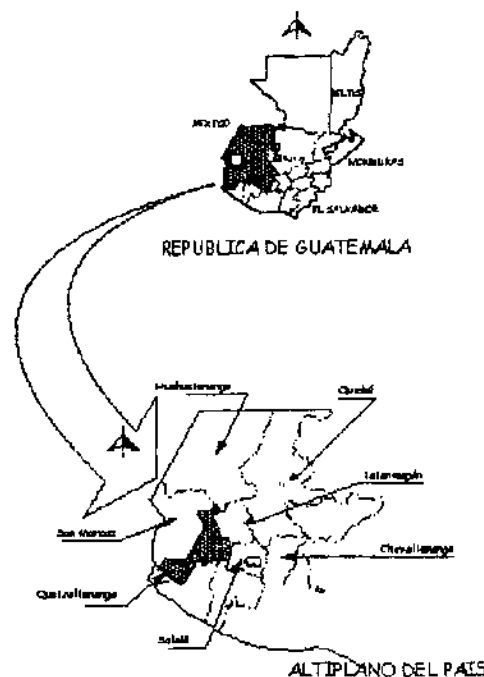 BELICE
MEXICO
HONDURAS
EL SALVADOR
REPUBLICA DE GUATEMALA
Huehuetenango
Quiché
Totonicapán
San Marcos
Chimaltenango
Quetzaltenango
Sololá
ALTIPLANO DEL PAIS